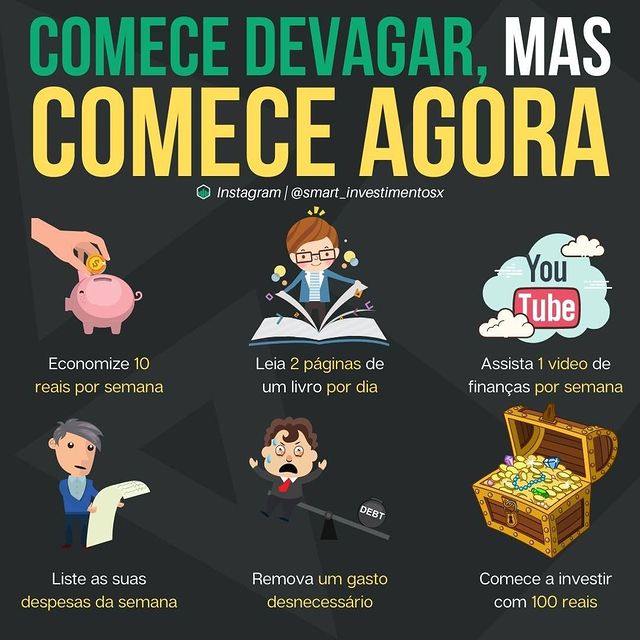 COMECE DEVAGAR, MAS
COMECE AGORA
Instagram | @smart_investimentosx
You
Tube
Economize 10
reais por semana
Leia 2 páginas de
um livro por dia
Assista 1 video de
finanças por semana
DEBT
Liste as suas
despesas da semana
Remova um gasto
desnecessário
Comece a investir
com 100 reais